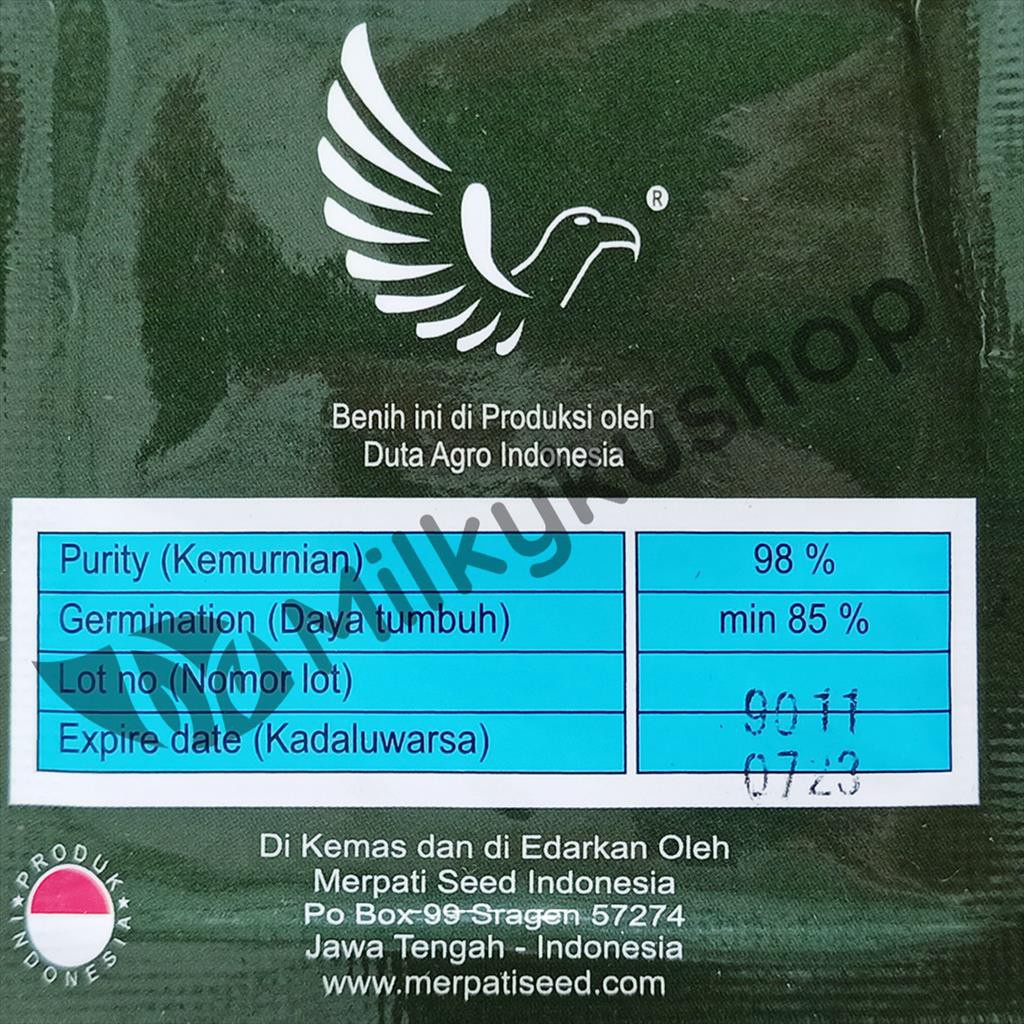 ®
Benih ini di Produksi oleh
Duta Agro Indonesia
Milkykushop
Purity (Kemurnian) 98 %
Germination (Daya tumbuh) min 85 %
Lot no (Nomor lot) 9011
Expire date (Kadaluwarsa) 0723
Di Kemas dan di Edarkan Oleh
Merpati Seed Indonesia
Po Box 99 Sragen 57274
Jawa Tengah - Indonesia
www.merpatiseed.com
PRODUK INDONESIA